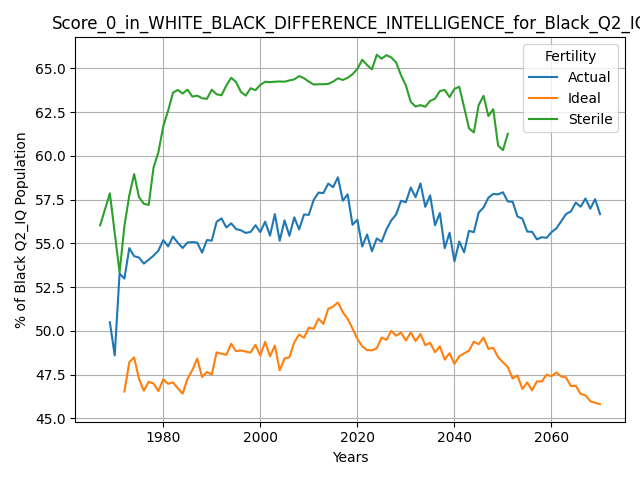 Score_0_in_WHITE_BLACK_DIFFERENCE_INTELLIGENCE_for_Black_Q2_IQ
Fertility
Actual
Ideal
Sterile
% of Black Q2_IQ Population
65.0
62.5
60.0
57.5
55.0
52.5
50.0
47.5
45.0
1980 2000 2020 2040 2060
Years